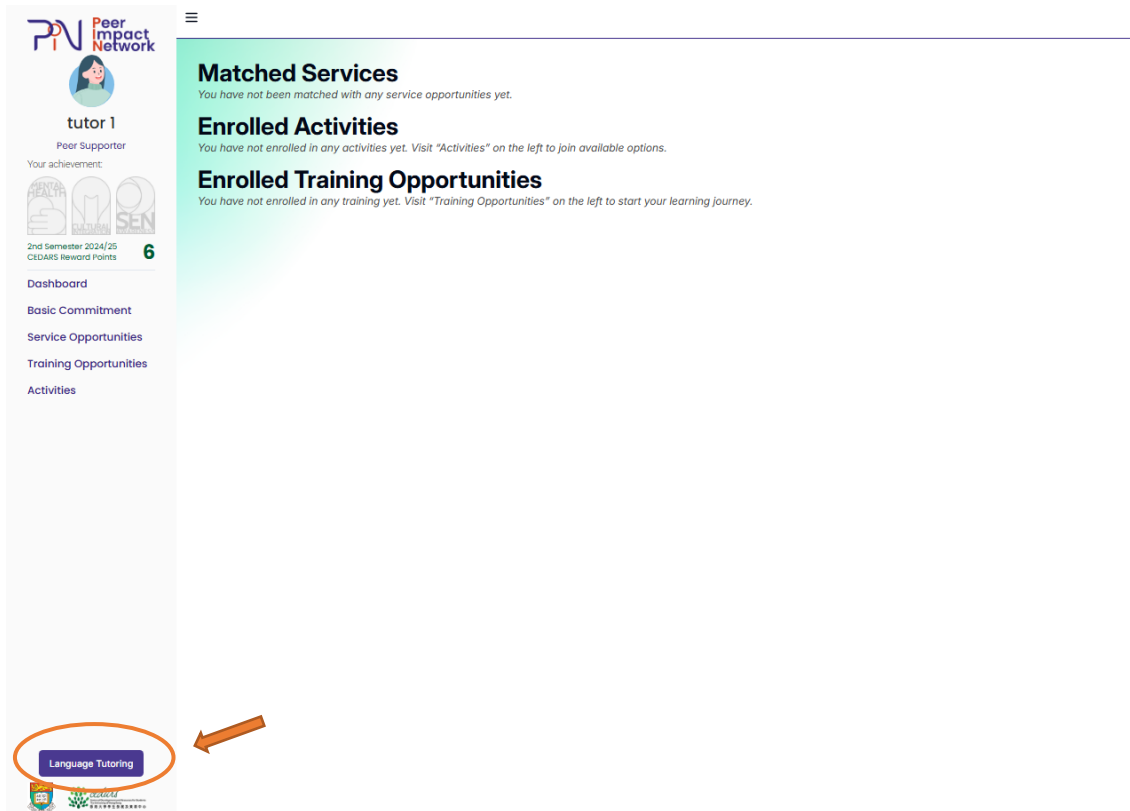 Peer
Impact
Network
tutor 1
Peer Supporter
Your achievement:
MENTAL
HEALTH
CULTURAL
SEN
2nd Semester 2024/25
CEDARS Reward Points
6
Dashboard
Basic Commitment
Service Opportunities
Training Opportunities
Activities
Language Tutoring
cedars
Matched Services
You have not been matched with any service opportunities yet.
Enrolled Activities
You have not enrolled in any activities yet. Visit “Activities” on the left to join available options.
Enrolled Training Opportunities
You have not enrolled in any training yet. Visit “Training Opportunities” on the left to start your learning journey.